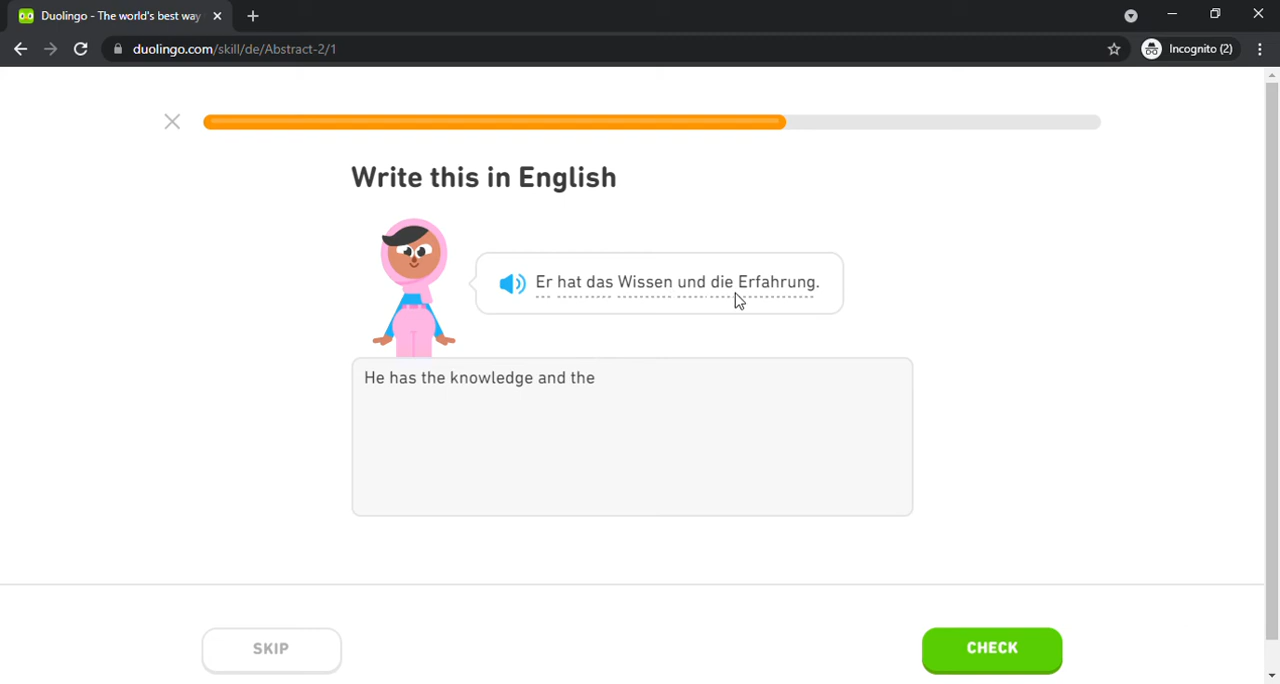 Duolingo - The world's best way
duolingo.com/skill/de/Abstract-2/1
Incognito (2)
Write this in English
Er hat das Wissen und die Erfahrung.
He has the knowledge and the
SKIP
CHECK